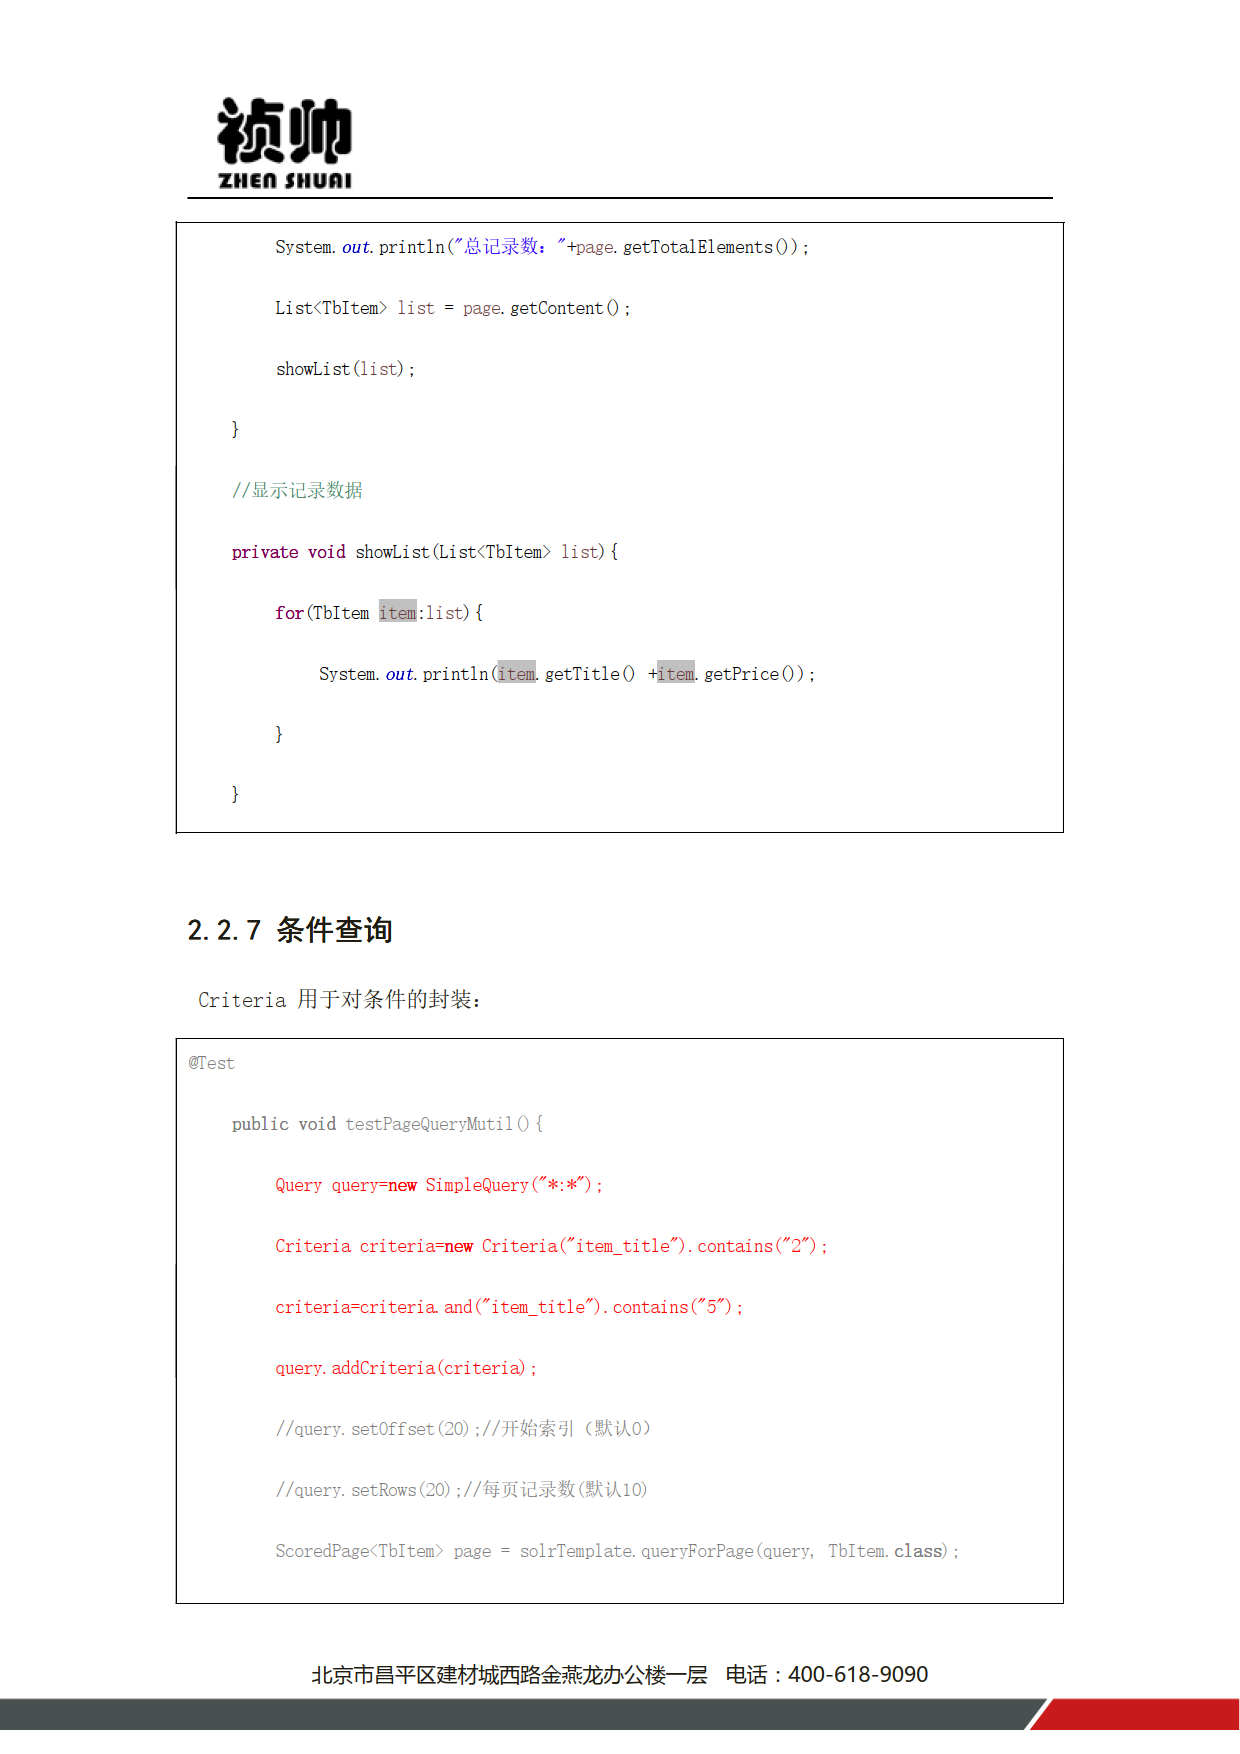 祯帅
ZHEN SHUAI
System.out.println("总记录数："+page.getTotalElements());
List<TbItem> list = page.getContent();
showList(list);
}
//显示记录数据
private void showList(List<TbItem> list){
for(TbItem item:list){
System.out.println(item.getTitle() +item.getPrice());
}
}
2.2.7 条件查询
Criteria 用于对条件的封装：
@Test
public void testPageQueryMutil(){
Query query=new SimpleQuery("*:*");
Criteria criteria=new Criteria("item_title").contains("2");
criteria=criteria.and("item_title").contains("5");
query.addCriteria(criteria);
//query.setOffset(20);//开始索引（默认0）
//query.setRows(20);//每页记录数(默认10)
ScoredPage<TbItem> page = solrTemplate.queryForPage(query, TbItem.class);
北京市昌平区建材城西路金燕龙办公楼一层 电话：400-618-9090